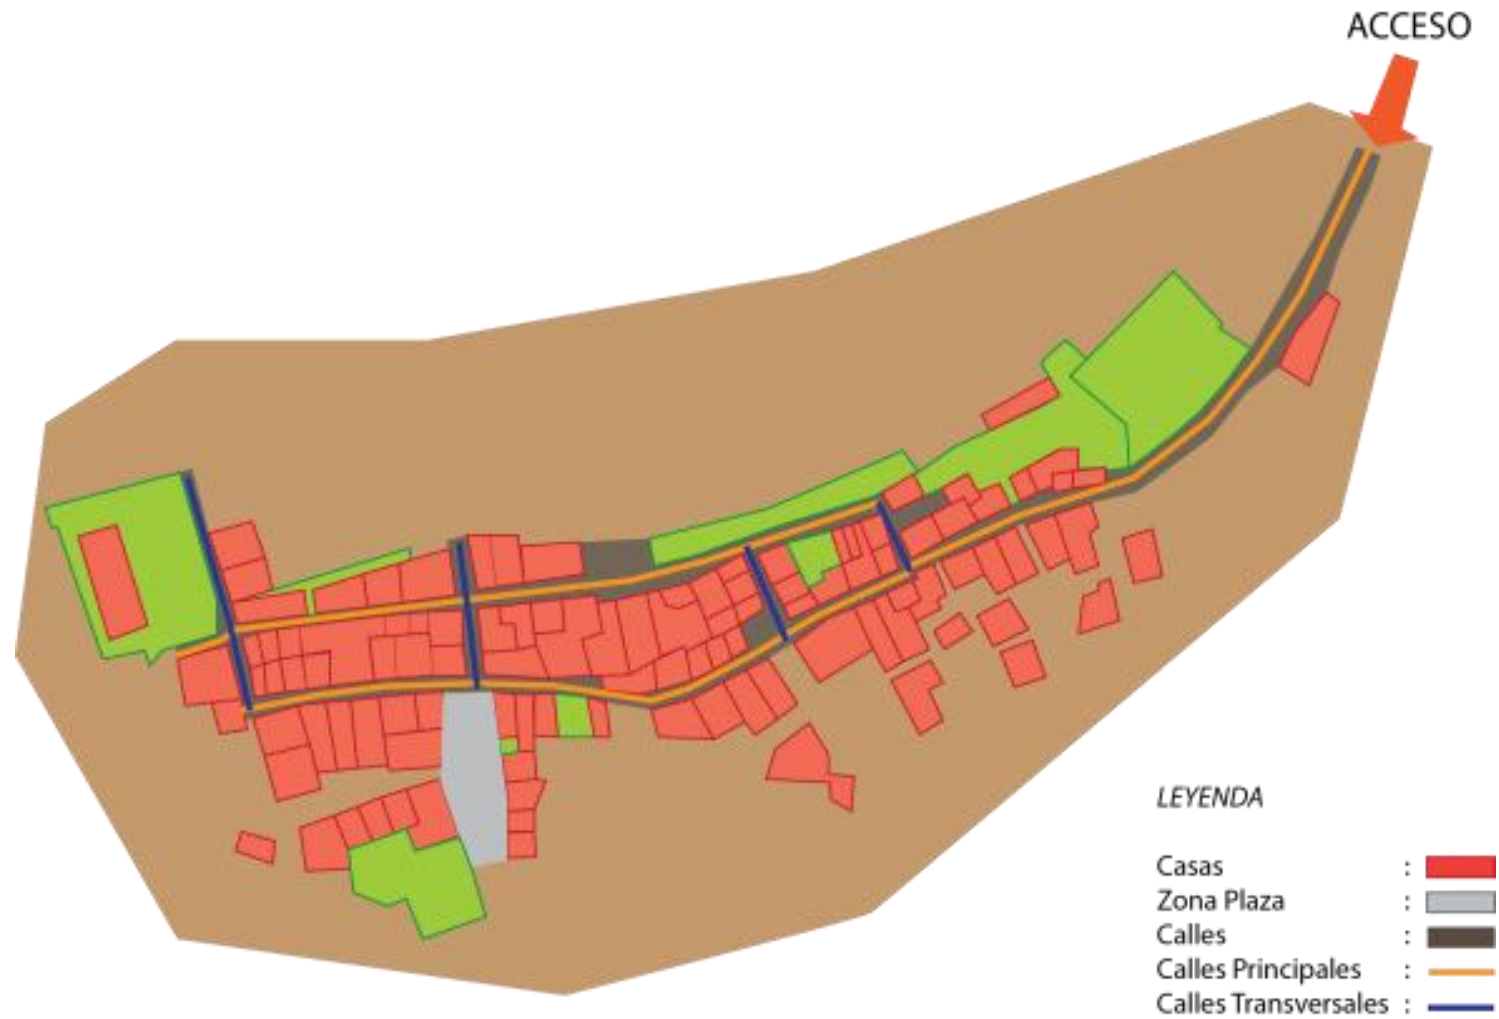 ACCESO
LEYENDA
Casas :
Zona Plaza :
Calles :
Calles Principales :
Calles Transversales :